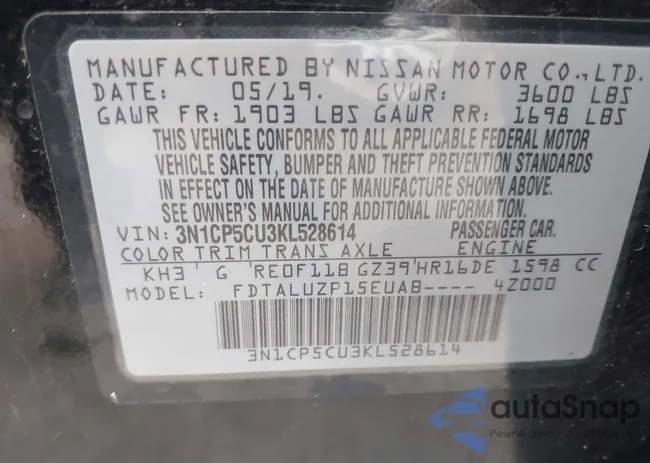 MANUFACTURED BY NISSAN MOTOR CO., LTD.
DATE: 05/19. GVWR: 3600 LBS
GAWR FR: 1903 LBS GAWR RR: 1698 LBS
THIS VEHICLE CONFORMS TO ALL APPLICABLE FEDERAL MOTOR
VEHICLE SAFETY, BUMPER AND THEFT PREVENTION STANDARDS
IN EFFECT ON THE DATE OF MANUFACTURE SHOWN ABOVE.
SEE OWNER'S MANUAL FOR ADDITIONAL INFORMATION.
VIN: 3N1CP5CU3KL528614 PASSENGER CAR.
COLOR TRIM TRANS AXLE ENGINE
KH3 G RE0F11B GZ39 HR16DE 1598 CC
MODEL: FDTALUZP15EUAB---- 4Z000
3N1CP5CU3KL528614
autoSnap